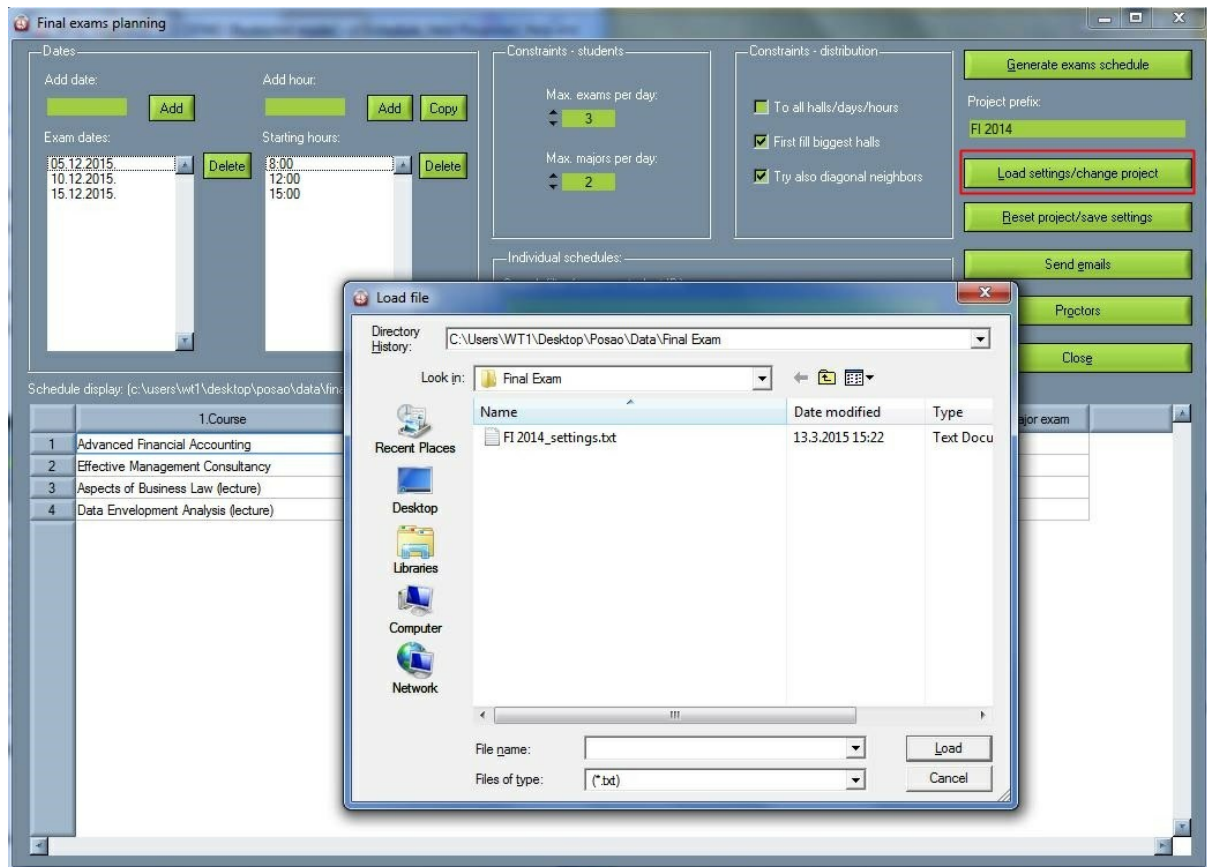 Final exams planning
Dates
Add date:
Add hour:
Add
Add
Copy
Exam dates:
Starting hours:
05.12.2015.
10.12.2015.
15.12.2015.
Delete
8:00
12:00
15:00
Delete
Constraints - students
Max. exams per day:
3
Max. majors per day:
2
Constraints - distribution
To all halls/days/hours
First fill biggest halls
Try also diagonal neighbors
Generate exams schedule
Project prefix:
FI 2014
Load settings/change project
Reset project/save settings
Send emails
Proctors
Close
Individual schedules:
Schedule display: (c:\users\wt1\desktop\posao\data\fina
1.Course
ajor exam
1 Advanced Financial Accounting
2 Effective Management Consultancy
3 Aspects of Business Law (lecture)
4 Data Envelopment Analysis (lecture)
Load file
Directory
History:
C:\Users\WT1\Desktop\Posao\Data\Final Exam
Look in:
Final Exam
Name
Date modified
Type
FI 2014_settings.txt
13.3.2015 15:22
Text Docu
Recent Places
Desktop
Libraries
Computer
Network
File name:
Load
Files of type:
(*.txt)
Cancel